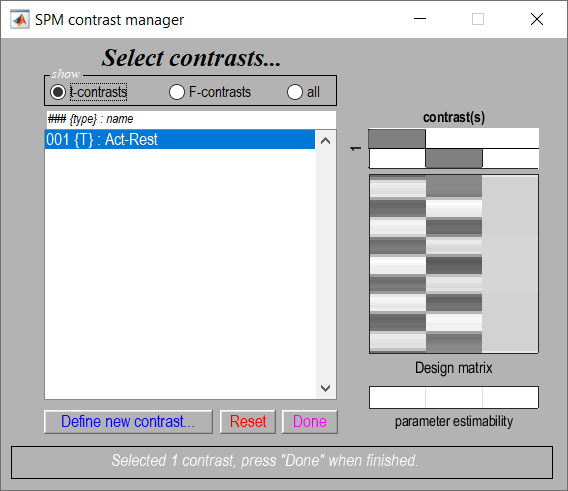 SPM contrast manager
Select contrasts...
show
t-contrasts F-contrasts all
### {type} : name
001 {T} : Act-Rest
contrast(s)
1
Design matrix
parameter estimability
Define new contrast... Reset Done
Selected 1 contrast, press "Done" when finished.